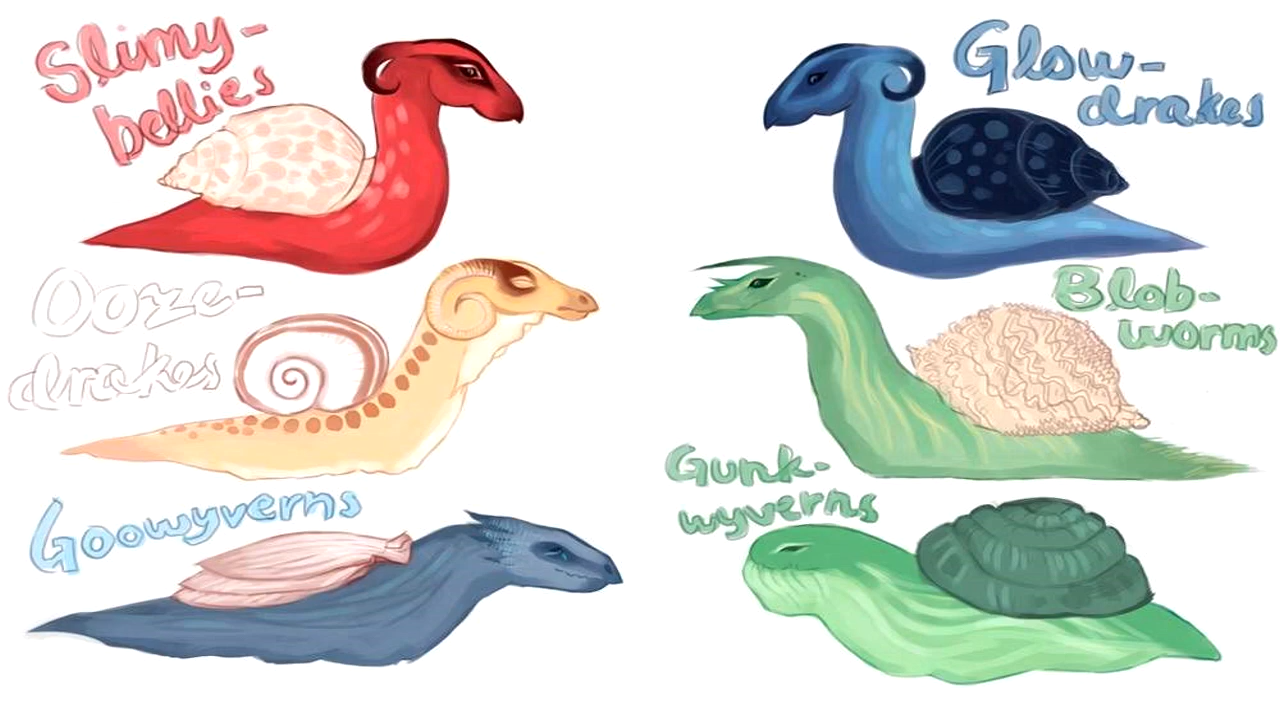 Slimy-
bellies
Glow-
drakes
Ooze-
drakes
Blob-
worms
Goowyverns
Gunk-
wyverns